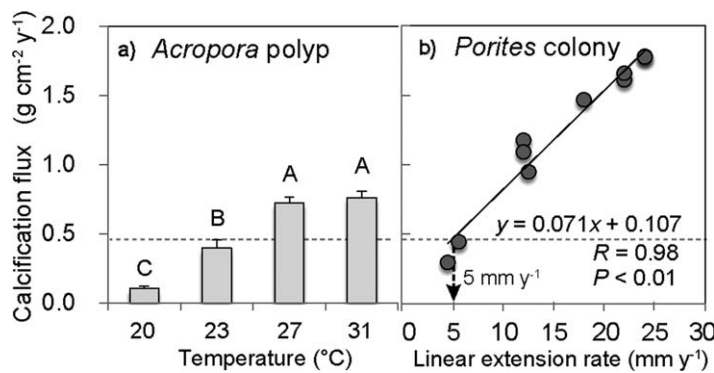 a) Acropora polyp
b) Porites colony
Calcification flux (g cm-2 y-1)
2.0
1.5
1.0
0.5
0.0
C
B
A
A
20 23 27 31
Temperature (°C)
y = 0.071x + 0.107
R = 0.98
P < 0.01
5 mm y-1
0 5 10 15 20 25 30
Linear extension rate (mm y-1)